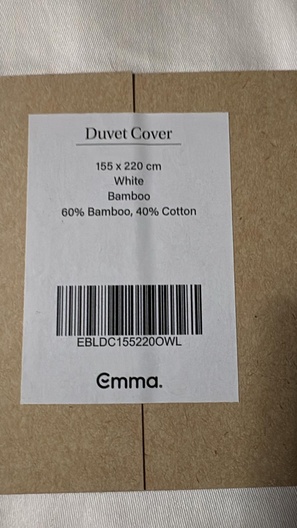 Duvet Cover
155 x 220 cm
White
Bamboo
60% Bamboo, 40% Cotton
EBLDC155220OWL
Emma.